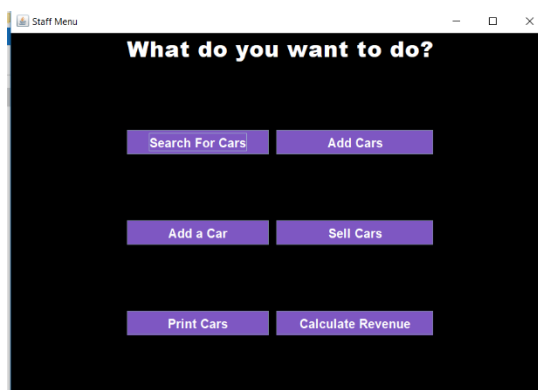 Staff Menu
What do you want to do?
Search For Cars
Add Cars
Add a Car
Sell Cars
Print Cars
Calculate Revenue